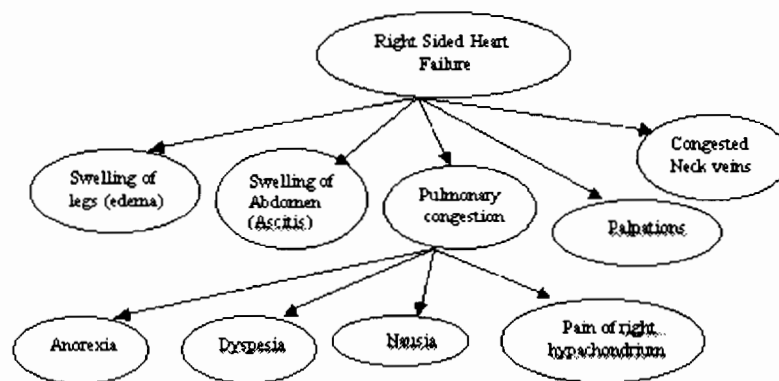 Right Sided Heart
Failure
Congested
Neck veins
Swelling of
legs (edema)
Swelling of
Abdomen
(Ascitis)
Pulmonary
congestion
Palpations
Anorexia
Dyspesia
Nausia
Pain of right
hypachondrium